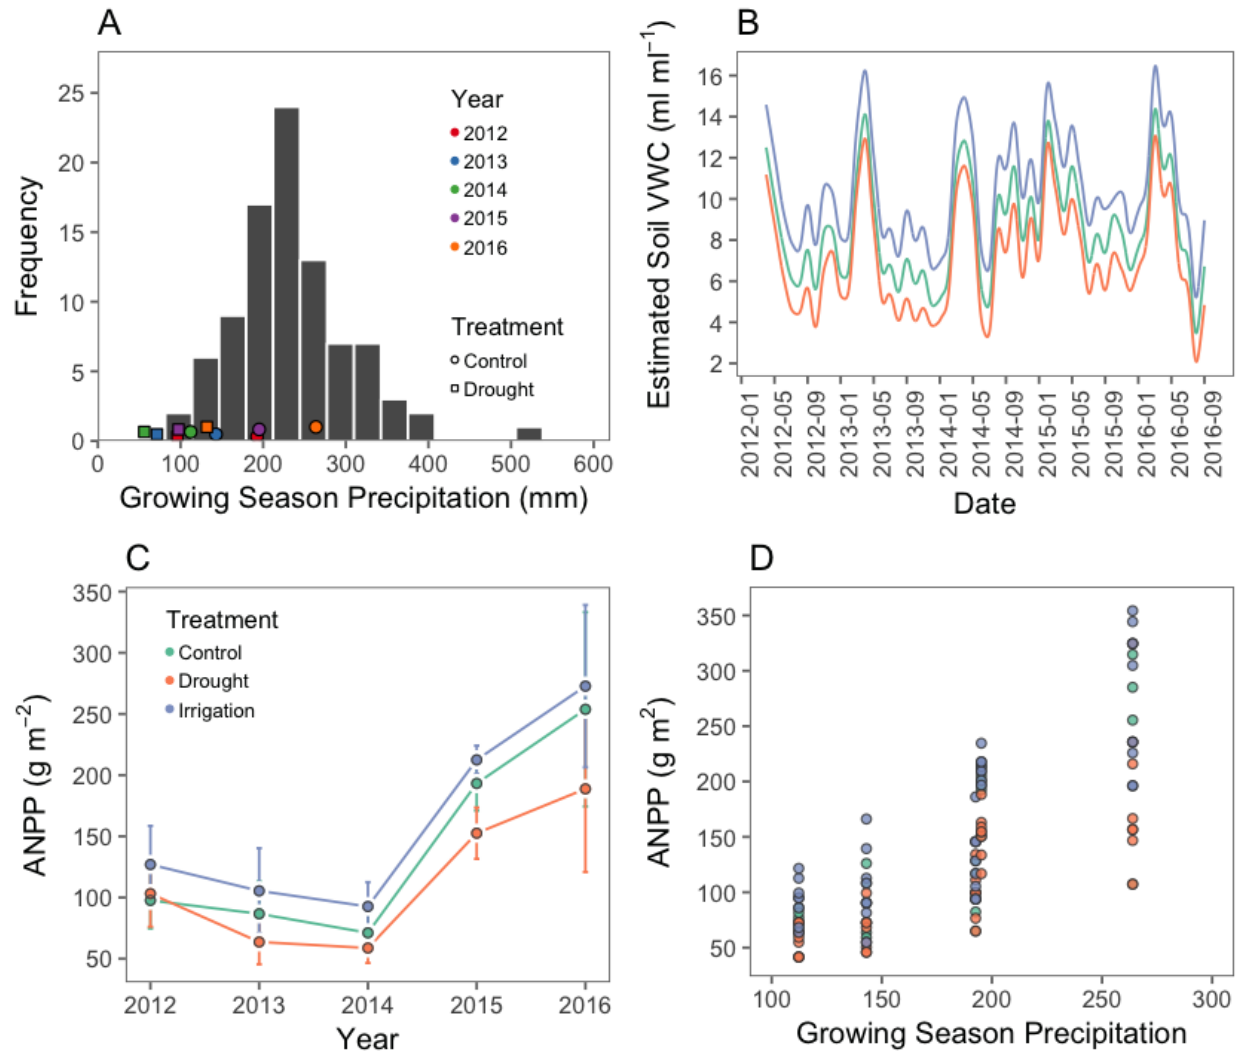 A
Frequency
25
20
15
10
5
0
0 100 200 300 400 500 600
Growing Season Precipitation (mm)
Year
2012
2013
2014
2015
2016
Treatment
Control
Drought
B
Estimated Soil VWC (ml ml⁻¹)
16
14
12
10
8
6
4
2
2012-01 2012-05 2012-09 2013-01 2013-05 2013-09 2014-01 2014-05 2014-09 2015-01 2015-05 2015-09 2016-01 2016-05 2016-09
Date
C
ANPP (g m⁻²)
350
300
250
200
150
100
50
Treatment
Control
Drought
Irrigation
2012 2013 2014 2015 2016
Year
D
ANPP (g m²)
350
300
250
200
150
100
50
100 150 200 250 300
Growing Season Precipitation